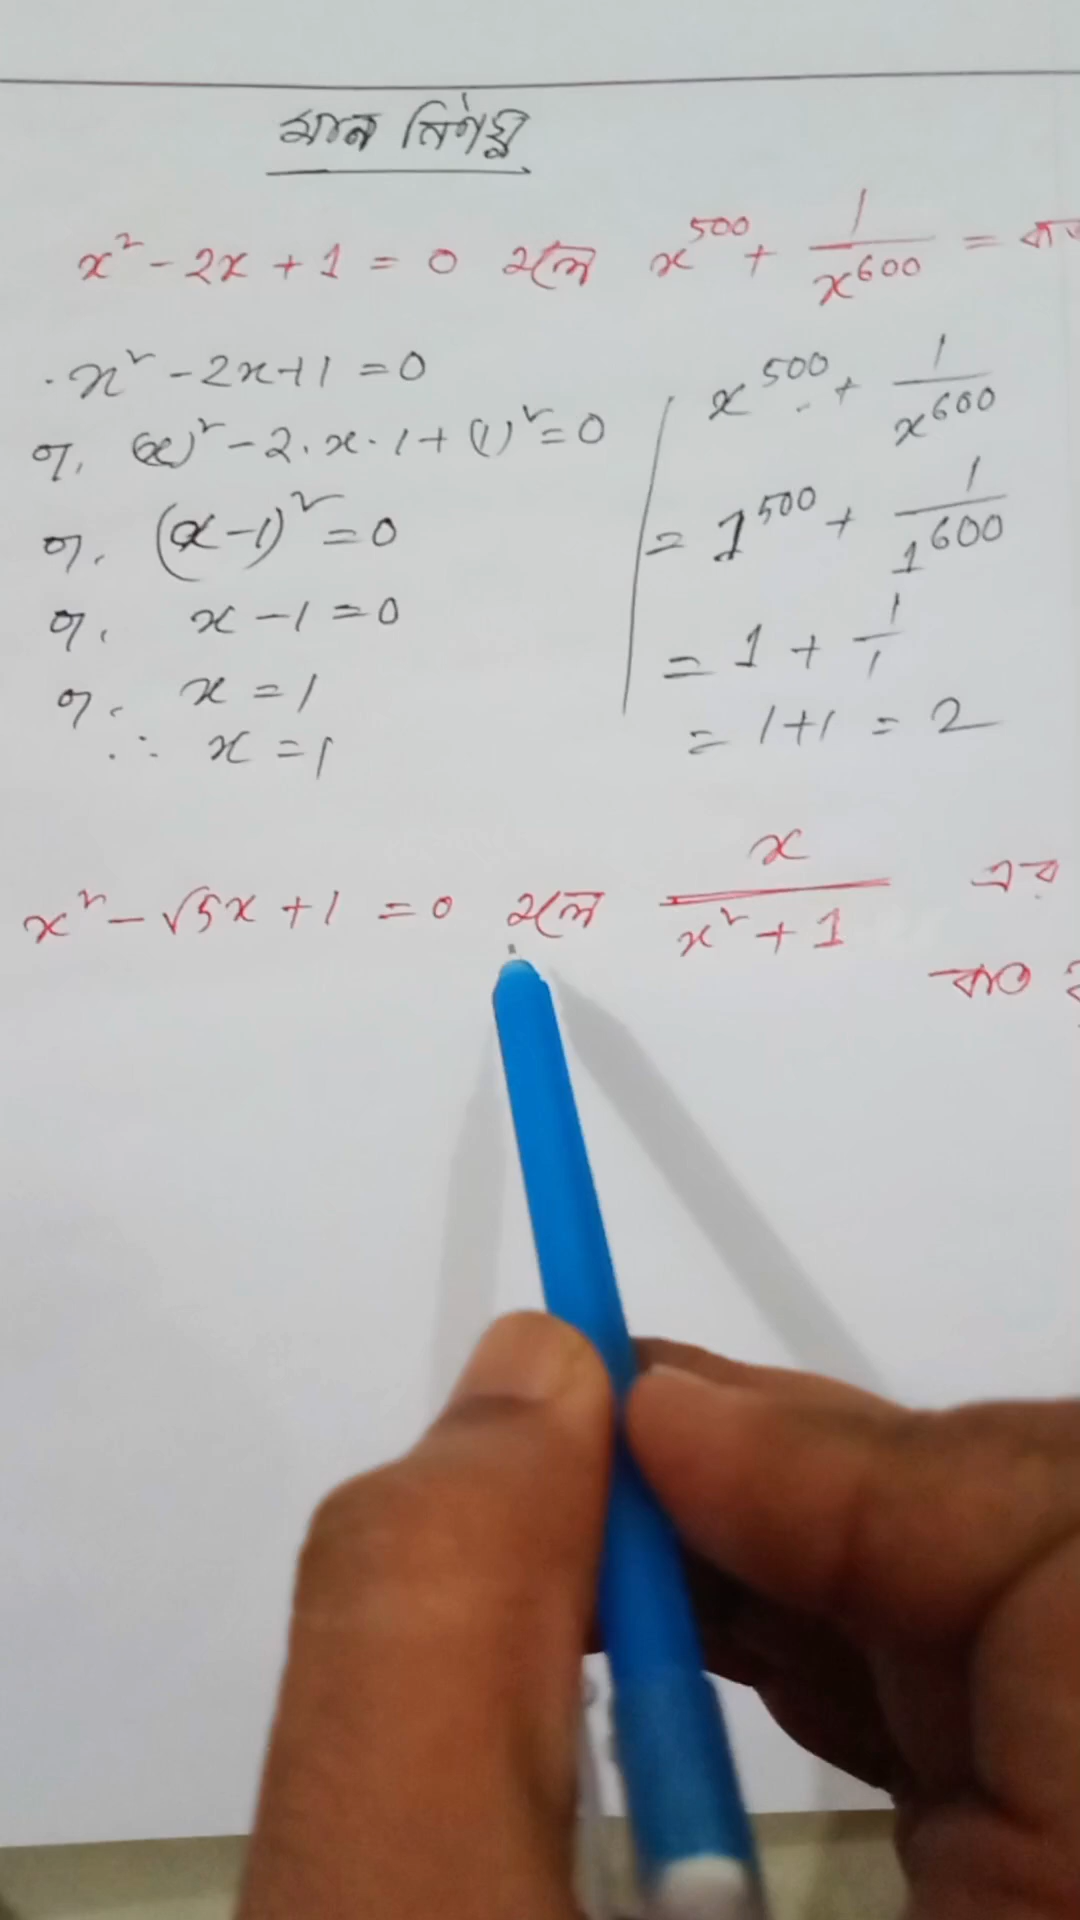 মান নির্ণয়
x² - 2x + 1 = 0 হলে x⁵⁰⁰ + 1/x⁶⁰⁰ =
x² - 2x + 1 = 0
বা, (x)² - 2.x.1 + (1)² = 0
বা, (x-1)² = 0
বা, x - 1 = 0
বা, x = 1
∴ x = 1
x⁵⁰⁰ + 1/x⁶⁰⁰
= 1⁵⁰⁰ + 1/1⁶⁰⁰
= 1 + 1/1
= 1+1 = 2
x² - √5x + 1 = 0 হলে x/(x² + 1) এর
কত